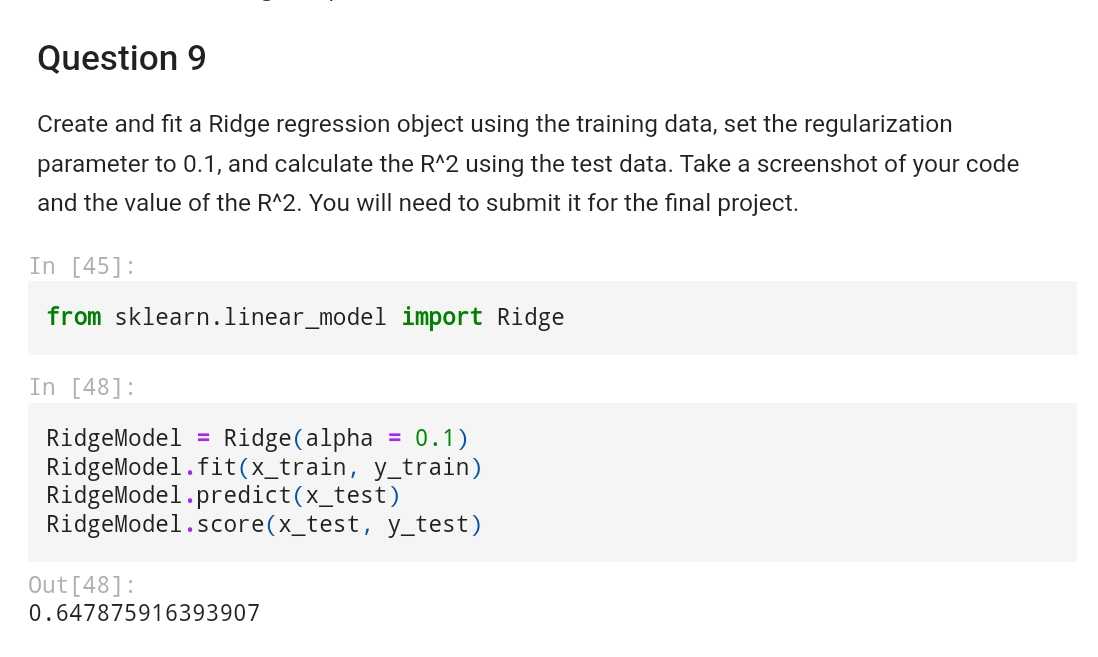 Question 9
Create and fit a Ridge regression object using the training data, set the regularization
parameter to 0.1, and calculate the R^2 using the test data. Take a screenshot of your code
and the value of the R^2. You will need to submit it for the final project.
In [45]:
from sklearn.linear_model import Ridge
In [48]:
RidgeModel = Ridge(alpha = 0.1)
RidgeModel.fit(x_train, y_train)
RidgeModel.predict(x_test)
RidgeModel.score(x_test, y_test)
Out[48]:
0.647875916393907